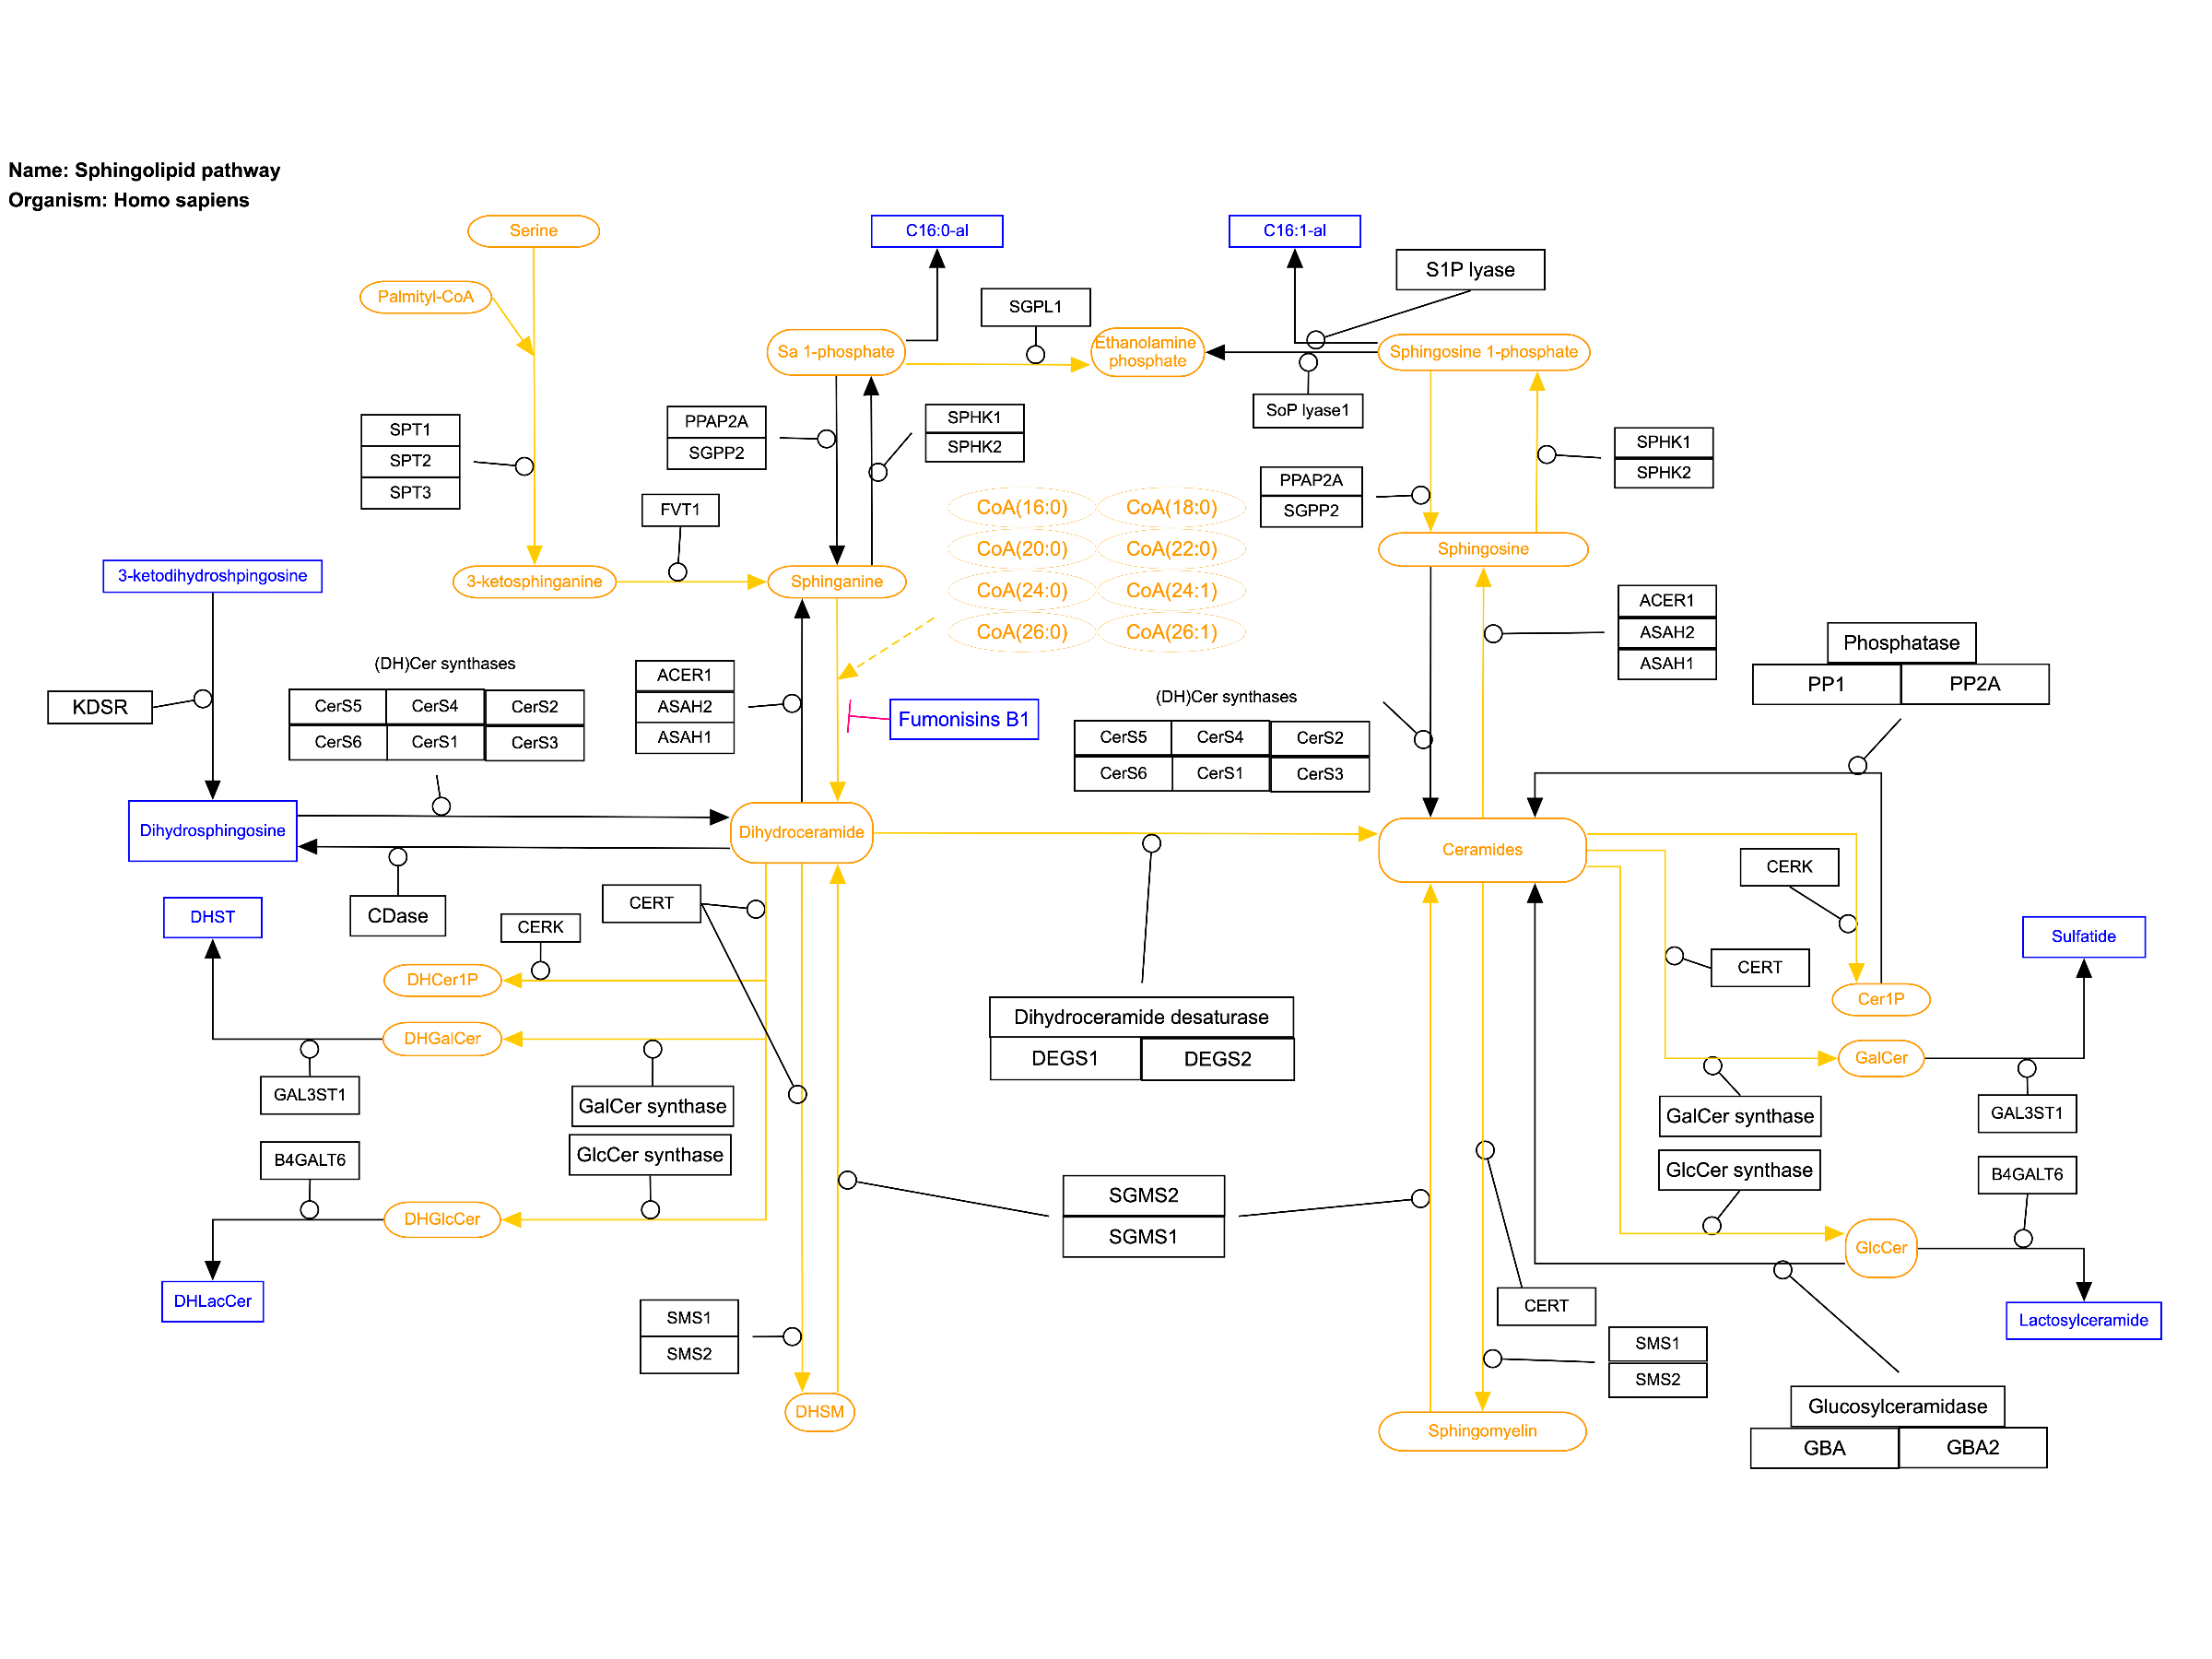 Name: Sphingolipid pathway
Organism: Homo sapiens
Serine
C16:0-al
C16:1-al
S1P lyase
Palmityl-CoA
SGPL1
Sa 1-phosphate
Ethanolamine
phosphate
Sphingosine 1-phosphate
SoP lyase1
SPT1
SPT2
SPT3
PPAP2A
SGPP2
SPHK1
SPHK2
SPHK1
SPHK2
PPAP2A
SGPP2
FVT1
CoA(16:0)
CoA(18:0)
CoA(20:0)
CoA(22:0)
CoA(24:0)
CoA(24:1)
CoA(26:0)
CoA(26:1)
Sphingosine
3-ketodihydroshpingosine
3-ketosphinganine
Sphinganine
ACER1
ASAH2
ASAH1
Phosphatase
PP1
PP2A
KDSR
(DH)Cer synthases
CerS5
CerS4
CerS2
CerS6
CerS1
CerS3
ACER1
ASAH2
ASAH1
Fumonisins B1
(DH)Cer synthases
CerS5
CerS4
CerS2
CerS6
CerS1
CerS3
Dihydrosphingosine
Dihydroceramide
Ceramides
CERK
CDase
DHST
CERK
CERT
CERT
Sulfatide
DHCer1P
Cer1P
Dihydroceramide desaturase
DEGS1
DEGS2
DHGalCer
GalCer
GAL3ST1
GalCer synthase
GalCer synthase
GAL3ST1
B4GALT6
GlcCer synthase
GlcCer synthase
B4GALT6
SGMS2
SGMS1
DHGlcCer
GlcCer
DHLacCer
CERT
Lactosylceramide
SMS1
SMS2
SMS1
SMS2
DHSM
Sphingomyelin
Glucosylceramidase
GBA
GBA2